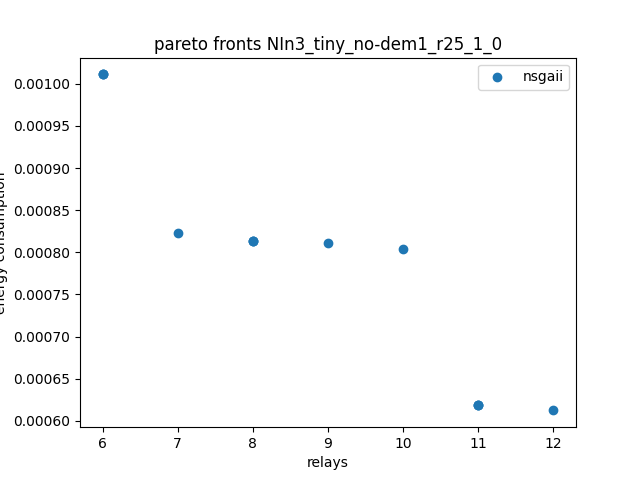 pareto fronts NIn3_tiny_no-dem1_r25_1_0
nsgaii
0.00100
0.00095
0.00090
0.00085
0.00080
0.00075
0.00070
0.00065
0.00060
energy consumption
6 7 8 9 10 11 12
relays